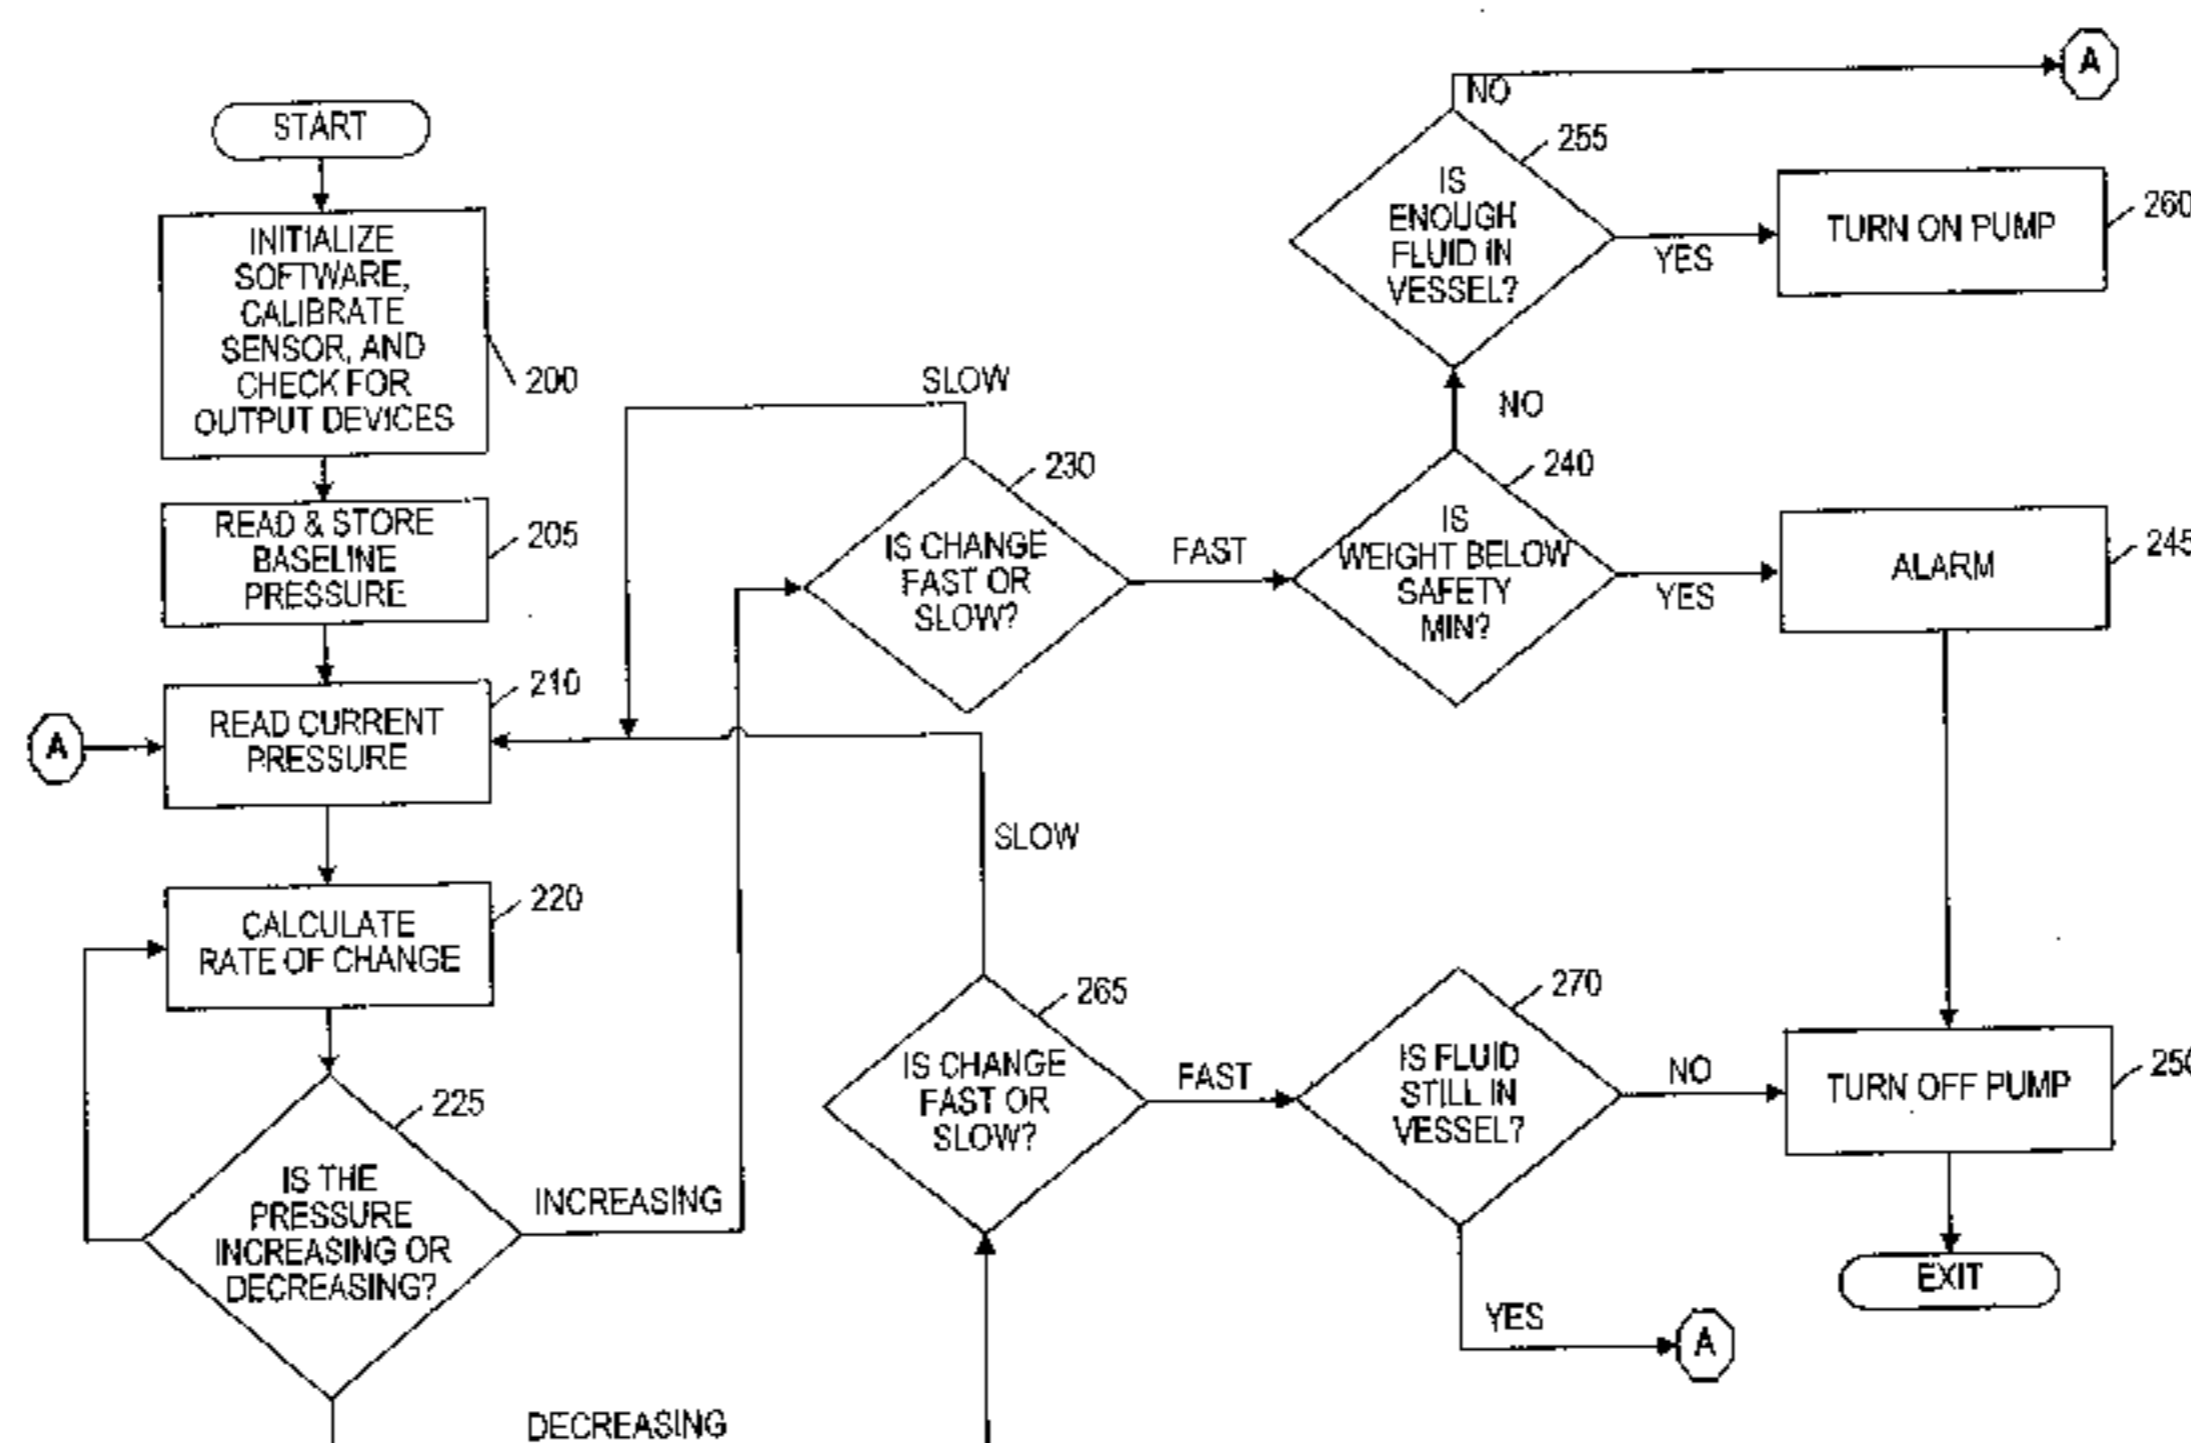 START
INITIALIZE
SOFTWARE,
CALIBRATE
SENSOR, AND
CHECK FOR
OUTPUT DEVICES
200
READ & STORE
BASELINE
PRESSURE
205
A
READ CURRENT
PRESSURE
210
CALCULATE
RATE OF CHANGE
220
IS THE
PRESSURE
INCREASING OR
DECREASING?
225
INCREASING
DECREASING
SLOW
IS CHANGE
FAST OR
SLOW?
230
FAST
IS
WEIGHT BELOW
SAFETY
MIN?
240
YES
ALARM
245
NO
IS
ENOUGH
FLUID IN
VESSEL?
255
NO
A
YES
TURN ON PUMP
260
SLOW
IS CHANGE
FAST OR
SLOW?
265
FAST
IS FLUID
STILL IN
VESSEL?
270
NO
TURN OFF PUMP
250
YES
A
EXIT